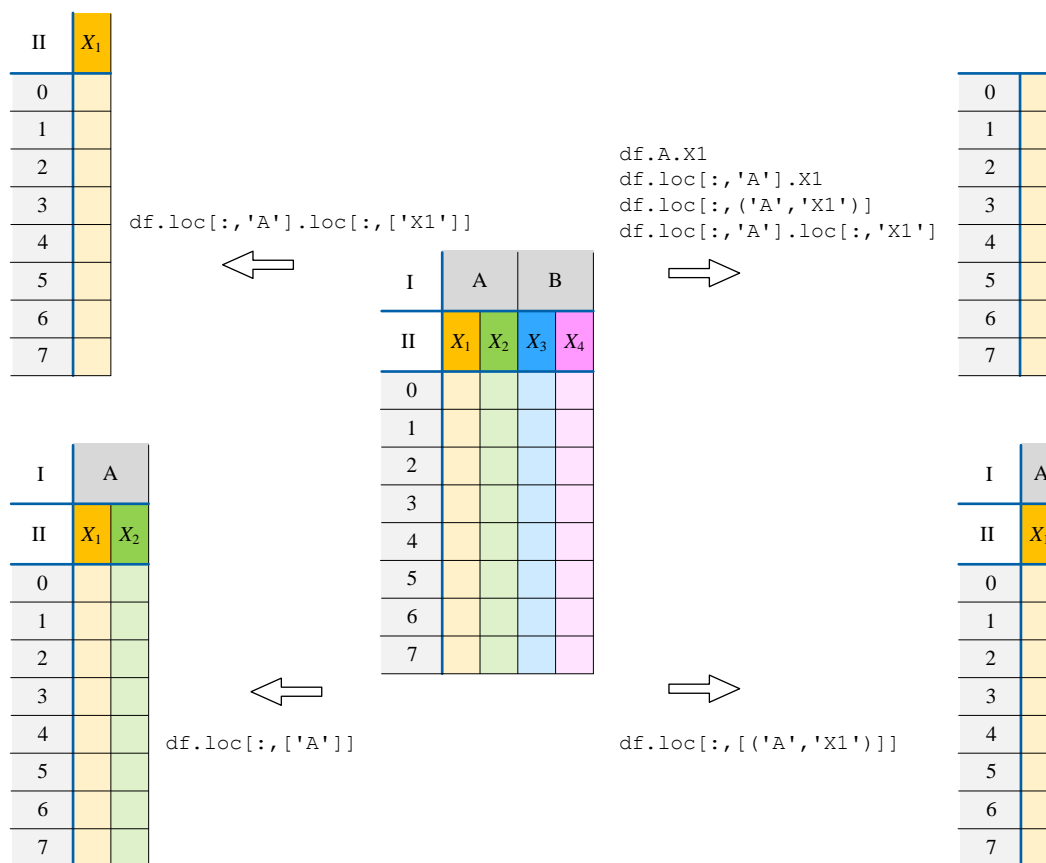 II X1
0
1
2
3
4
5
6
7
df.loc[:,'A'].loc[:,['X1']]
df.A.X1
df.loc[:,'A'].X1
df.loc[:,('A','X1')]
df.loc[:,'A'].loc[:,'X1']
0
1
2
3
4
5
6
7
I A B
II X1 X2 X3 X4
0
1
2
3
4
5
6
7
I A
II X1 X2
0
1
2
3
4
5
6
7
df.loc[:,['A']]
df.loc[:,[('A','X1')]]
I A
II X1
0
1
2
3
4
5
6
7